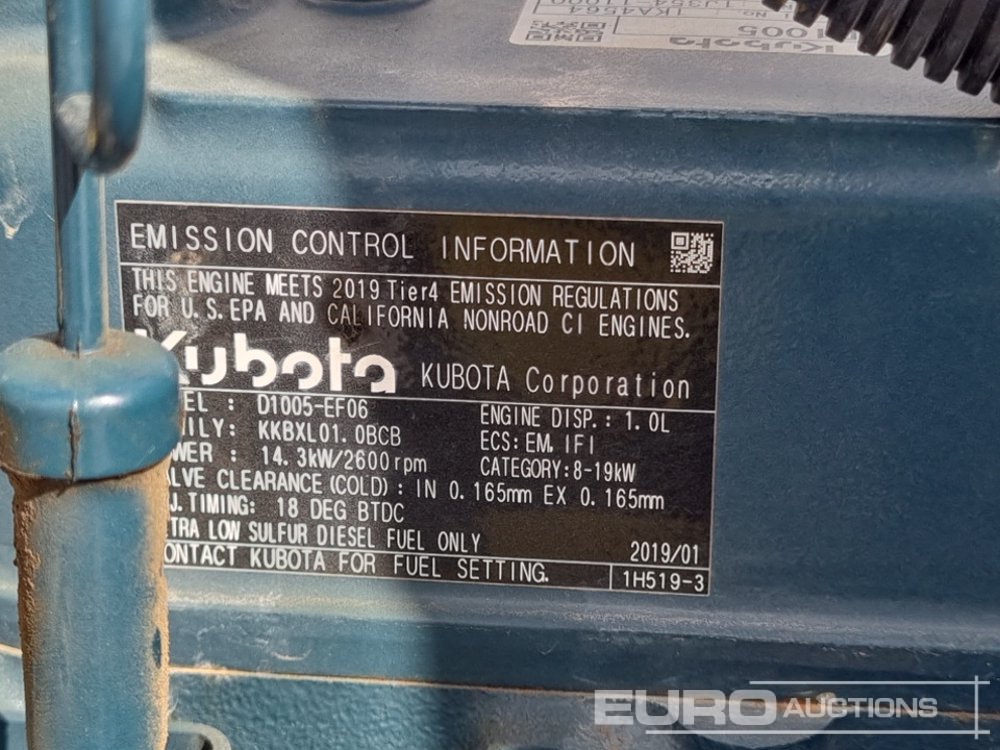 Kubota
1005
EMISSION CONTROL INFORMATION
THIS ENGINE MEETS 2019 Tier4 EMISSION REGULATIONS
FOR U.S.EPA AND CALIFORNIA NONROAD CI ENGINES.
Kubota KUBOTA Corporation
EL : D1005-EF06 ENGINE DISP.: 1.0L
ILY: KKBXL01.0BCB ECS: EM, IFI
WER : 14.3kW/2600rpm CATEGORY:8-19kW
ALVE CLEARANCE(COLD): IN 0.165mm EX 0.165mm
J.TIMING: 18 DEG BTDC
TRA LOW SULFUR DIESEL FUEL ONLY 2019/01
ONTACT KUBOTA FOR FUEL SETTING. 1H519-3
EURO AUCTIONS